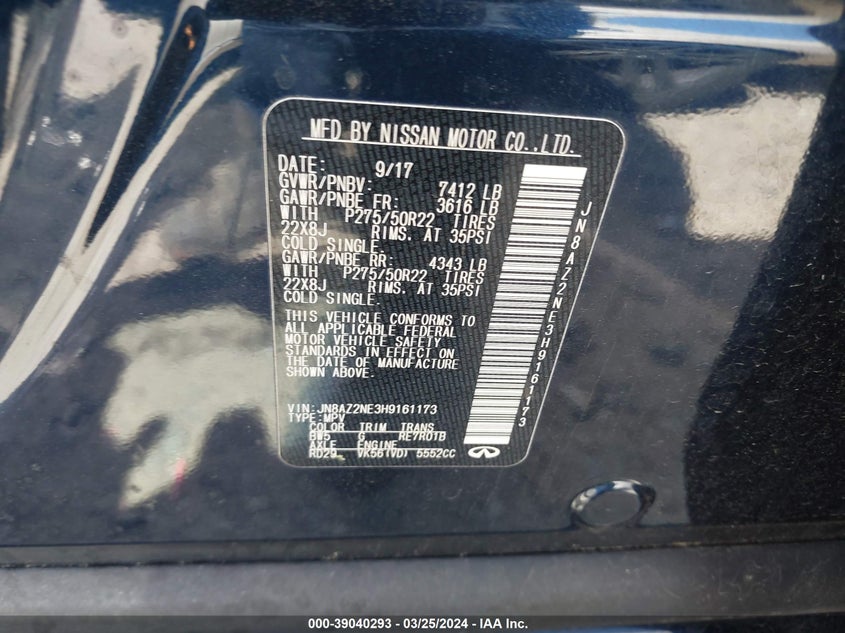 MFD BY NISSAN MOTOR CO.,LTD.
DATE: 9/17
GVWR/PNBV: 7412 LB
GAWR/PNBE FR: 3616 LB
WITH P275/50R22 TIRES
22X8J RIMS. AT 35PSI
COLD SINGLE.
GAWR/PNBE RR: 4343 LB
WITH P275/50R22 TIRES
22X8J RIMS. AT 35PSI
COLD SINGLE.
THIS VEHICLE CONFORMS TO
ALL APPLICABLE FEDERAL
MOTOR VEHICLE SAFETY
STANDARDS IN EFFECT ON
THE DATE OF MANUFACTURE
SHOWN ABOVE.
VIN:JN8AZ2NE3H9161173
TYPE:MPV
COLOR TRIM TRANS
BW5 G RE7R01B
AXLE ENGINE
RD29 VK56(VD) 5552CC
JN8AZ2NE3H9161173
000-39040293 - 03/25/2024 - IAA Inc.